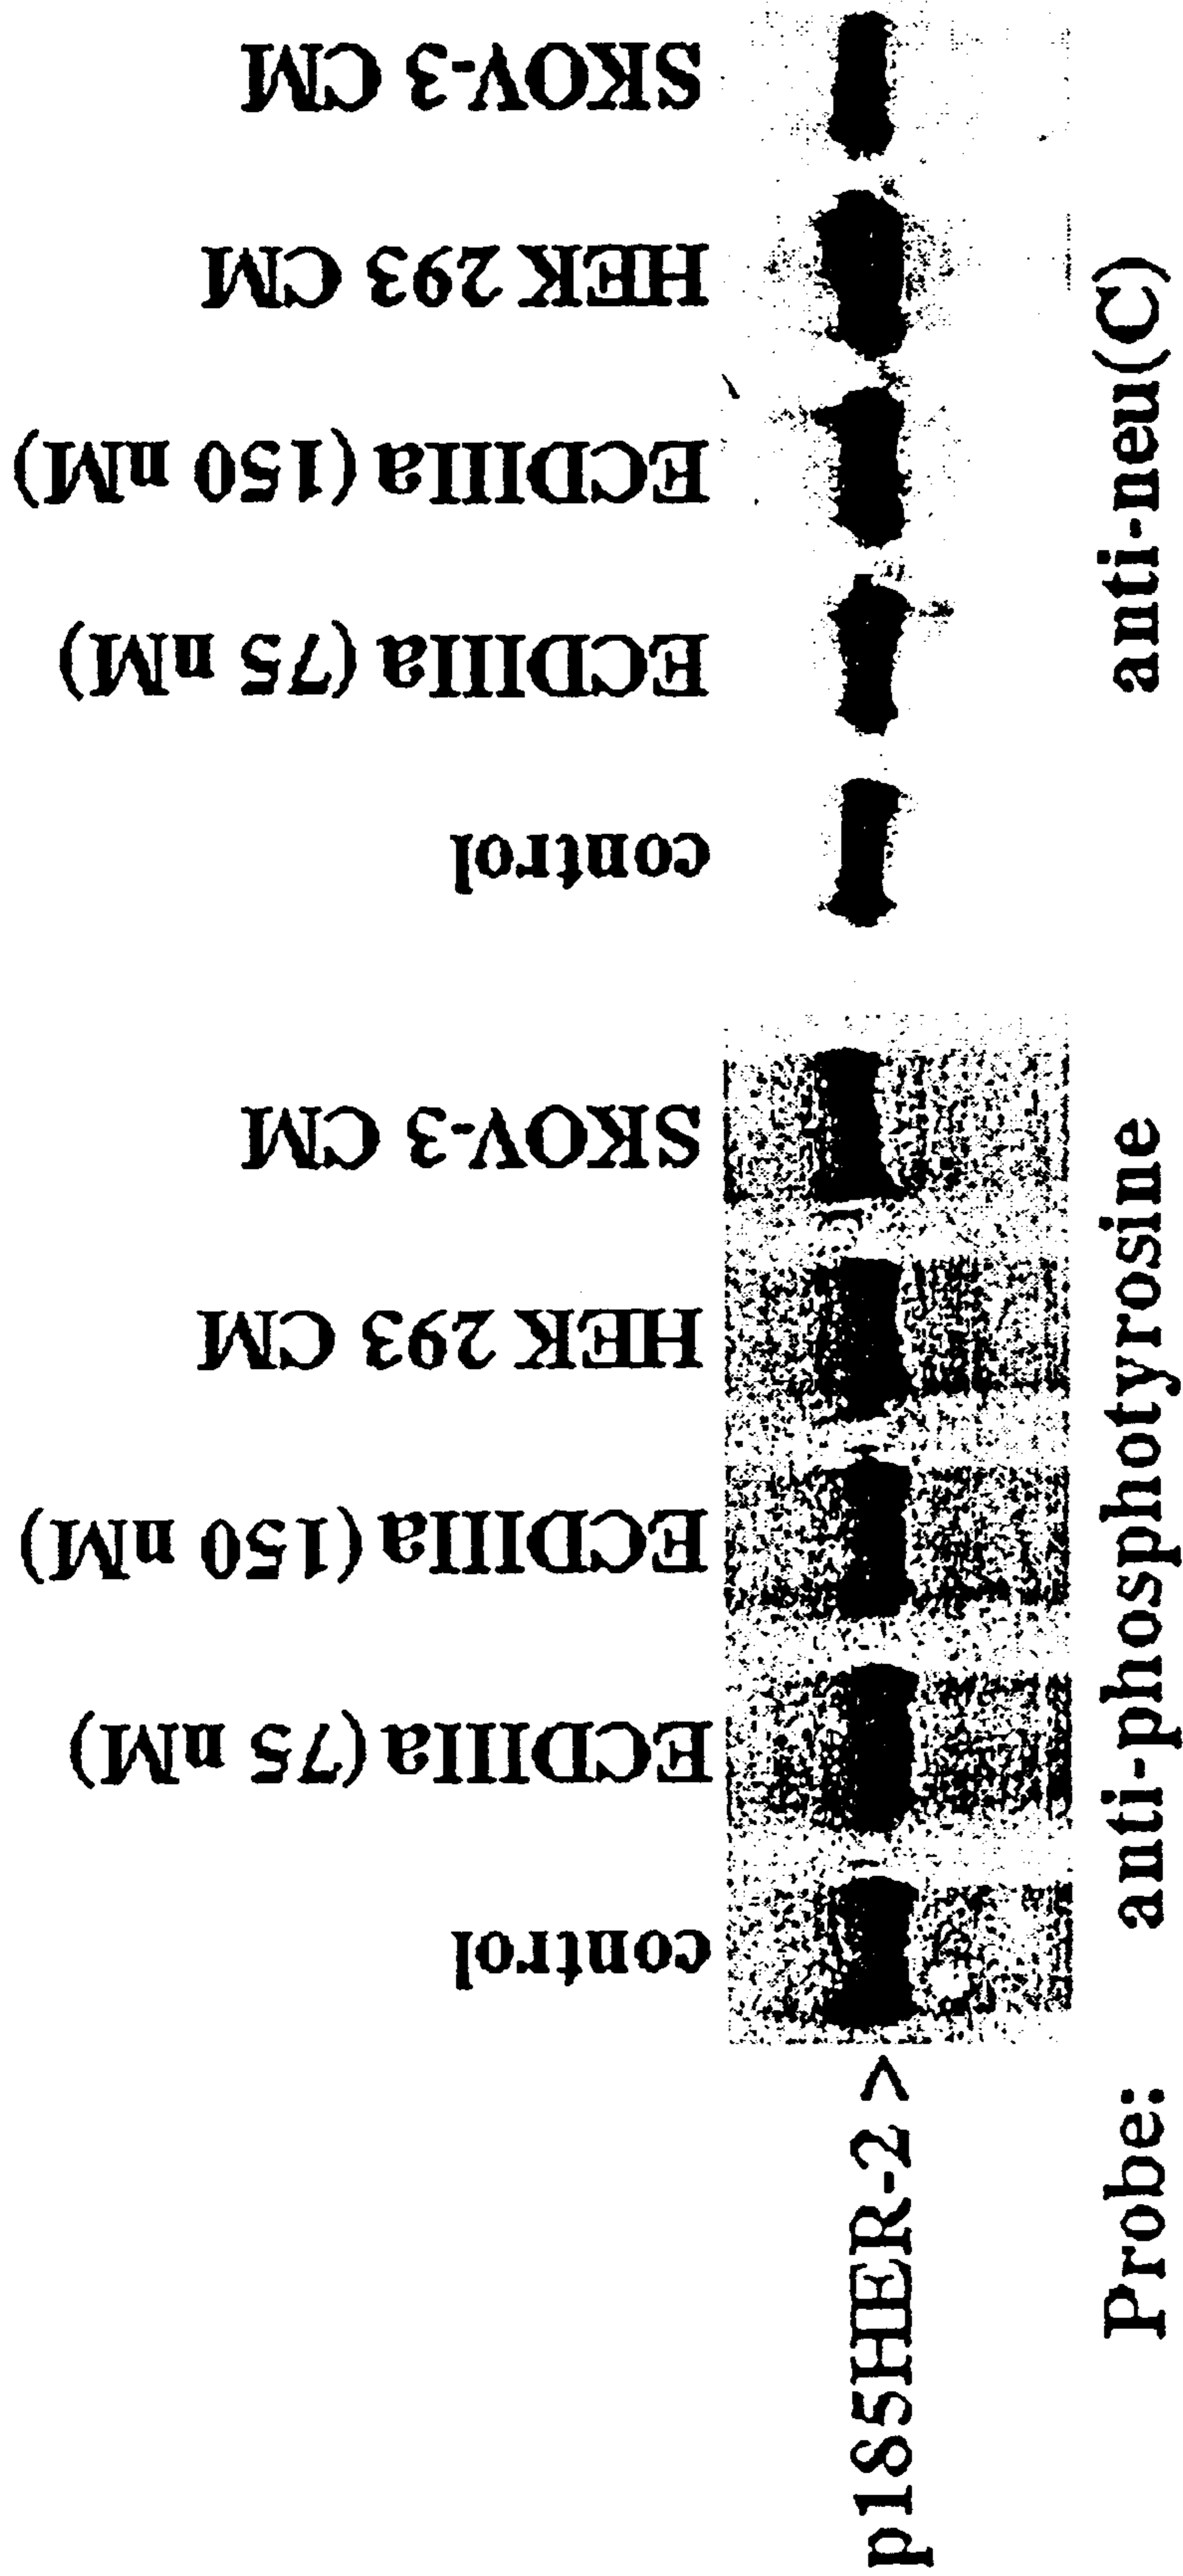 control
ECDIIIa (75 nM)
ECDIIIa (150 nM)
HEK 293 CM
SKOV-3 CM
control
ECDIIIa (75 nM)
ECDIIIa (150 nM)
HEK 293 CM
SKOV-3 CM
p185HER-2 >
Probe: anti-phosphotyrosine anti-neu(C)